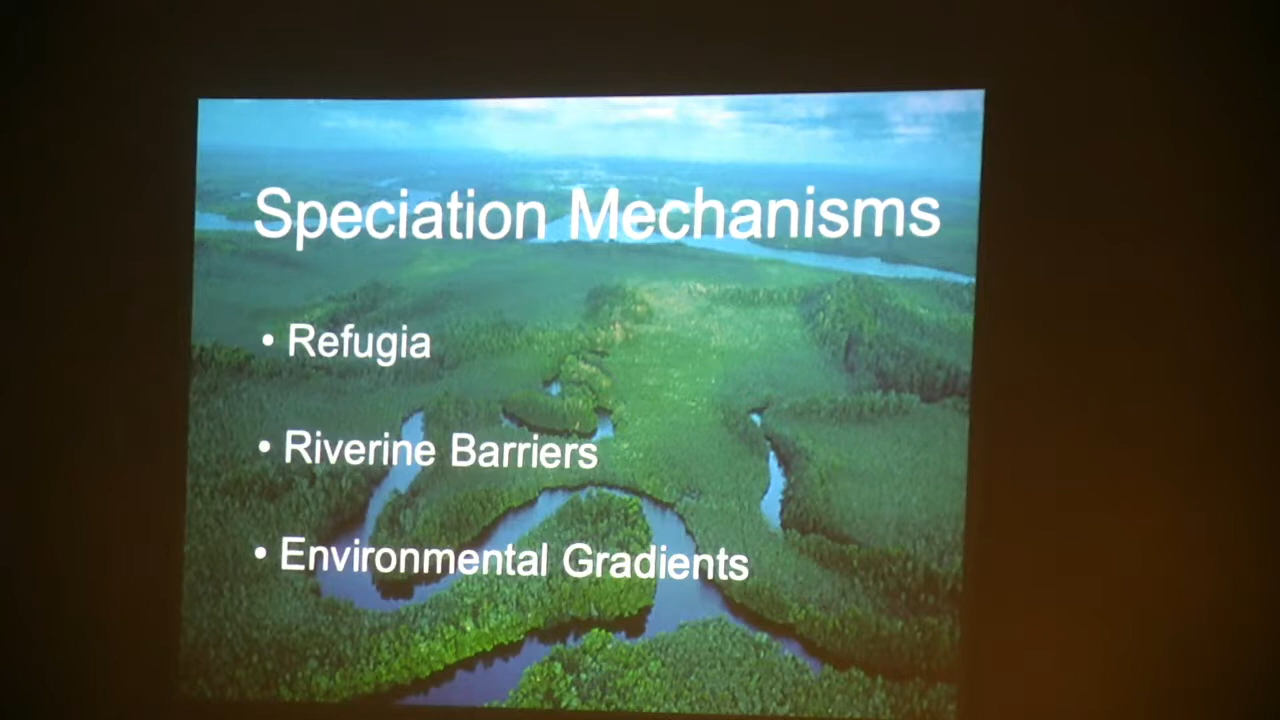 Speciation Mechanisms
• Refugia
• Riverine Barriers
• Environmental Gradients